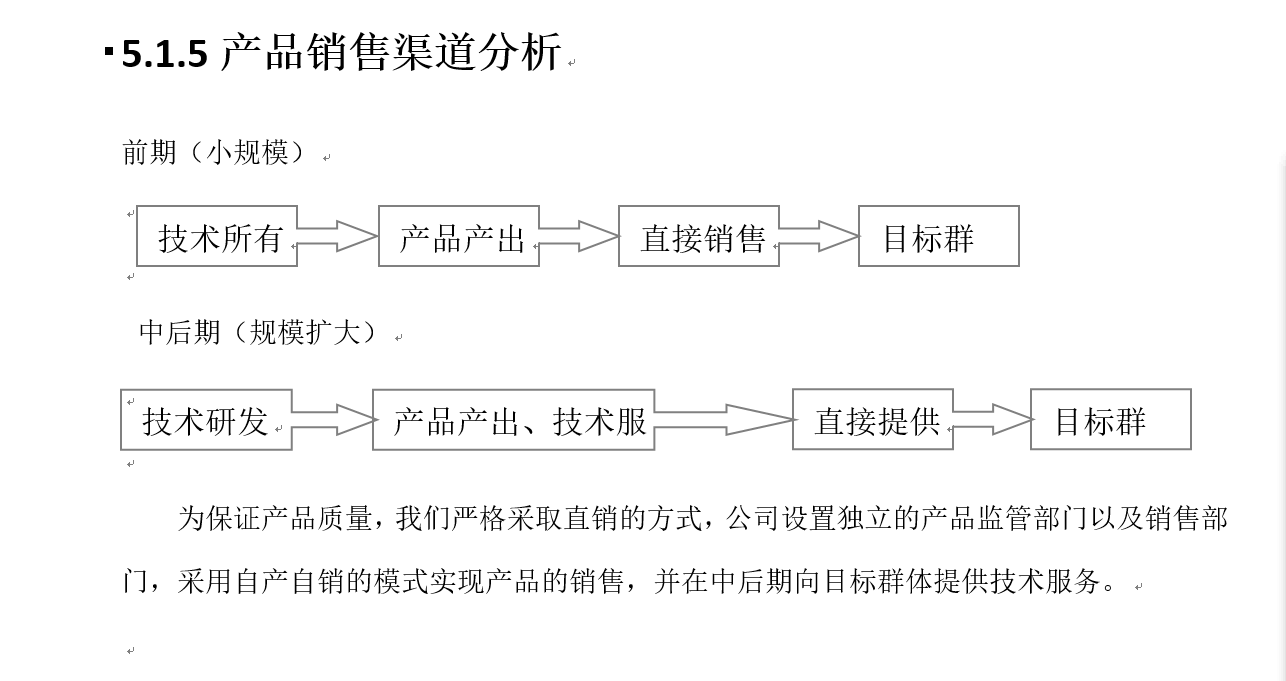 5.1.5 产品销售渠道分析
前期（小规模）
技术所有 产品产出 直接销售 目标群
中后期（规模扩大）
技术研发 产品产出、技术服 直接提供 目标群
为保证产品质量，我们严格采取直销的方式，公司设置独立的产品监管部门以及销售部
门，采用自产自销的模式实现产品的销售，并在中后期向目标群体提供技术服务。